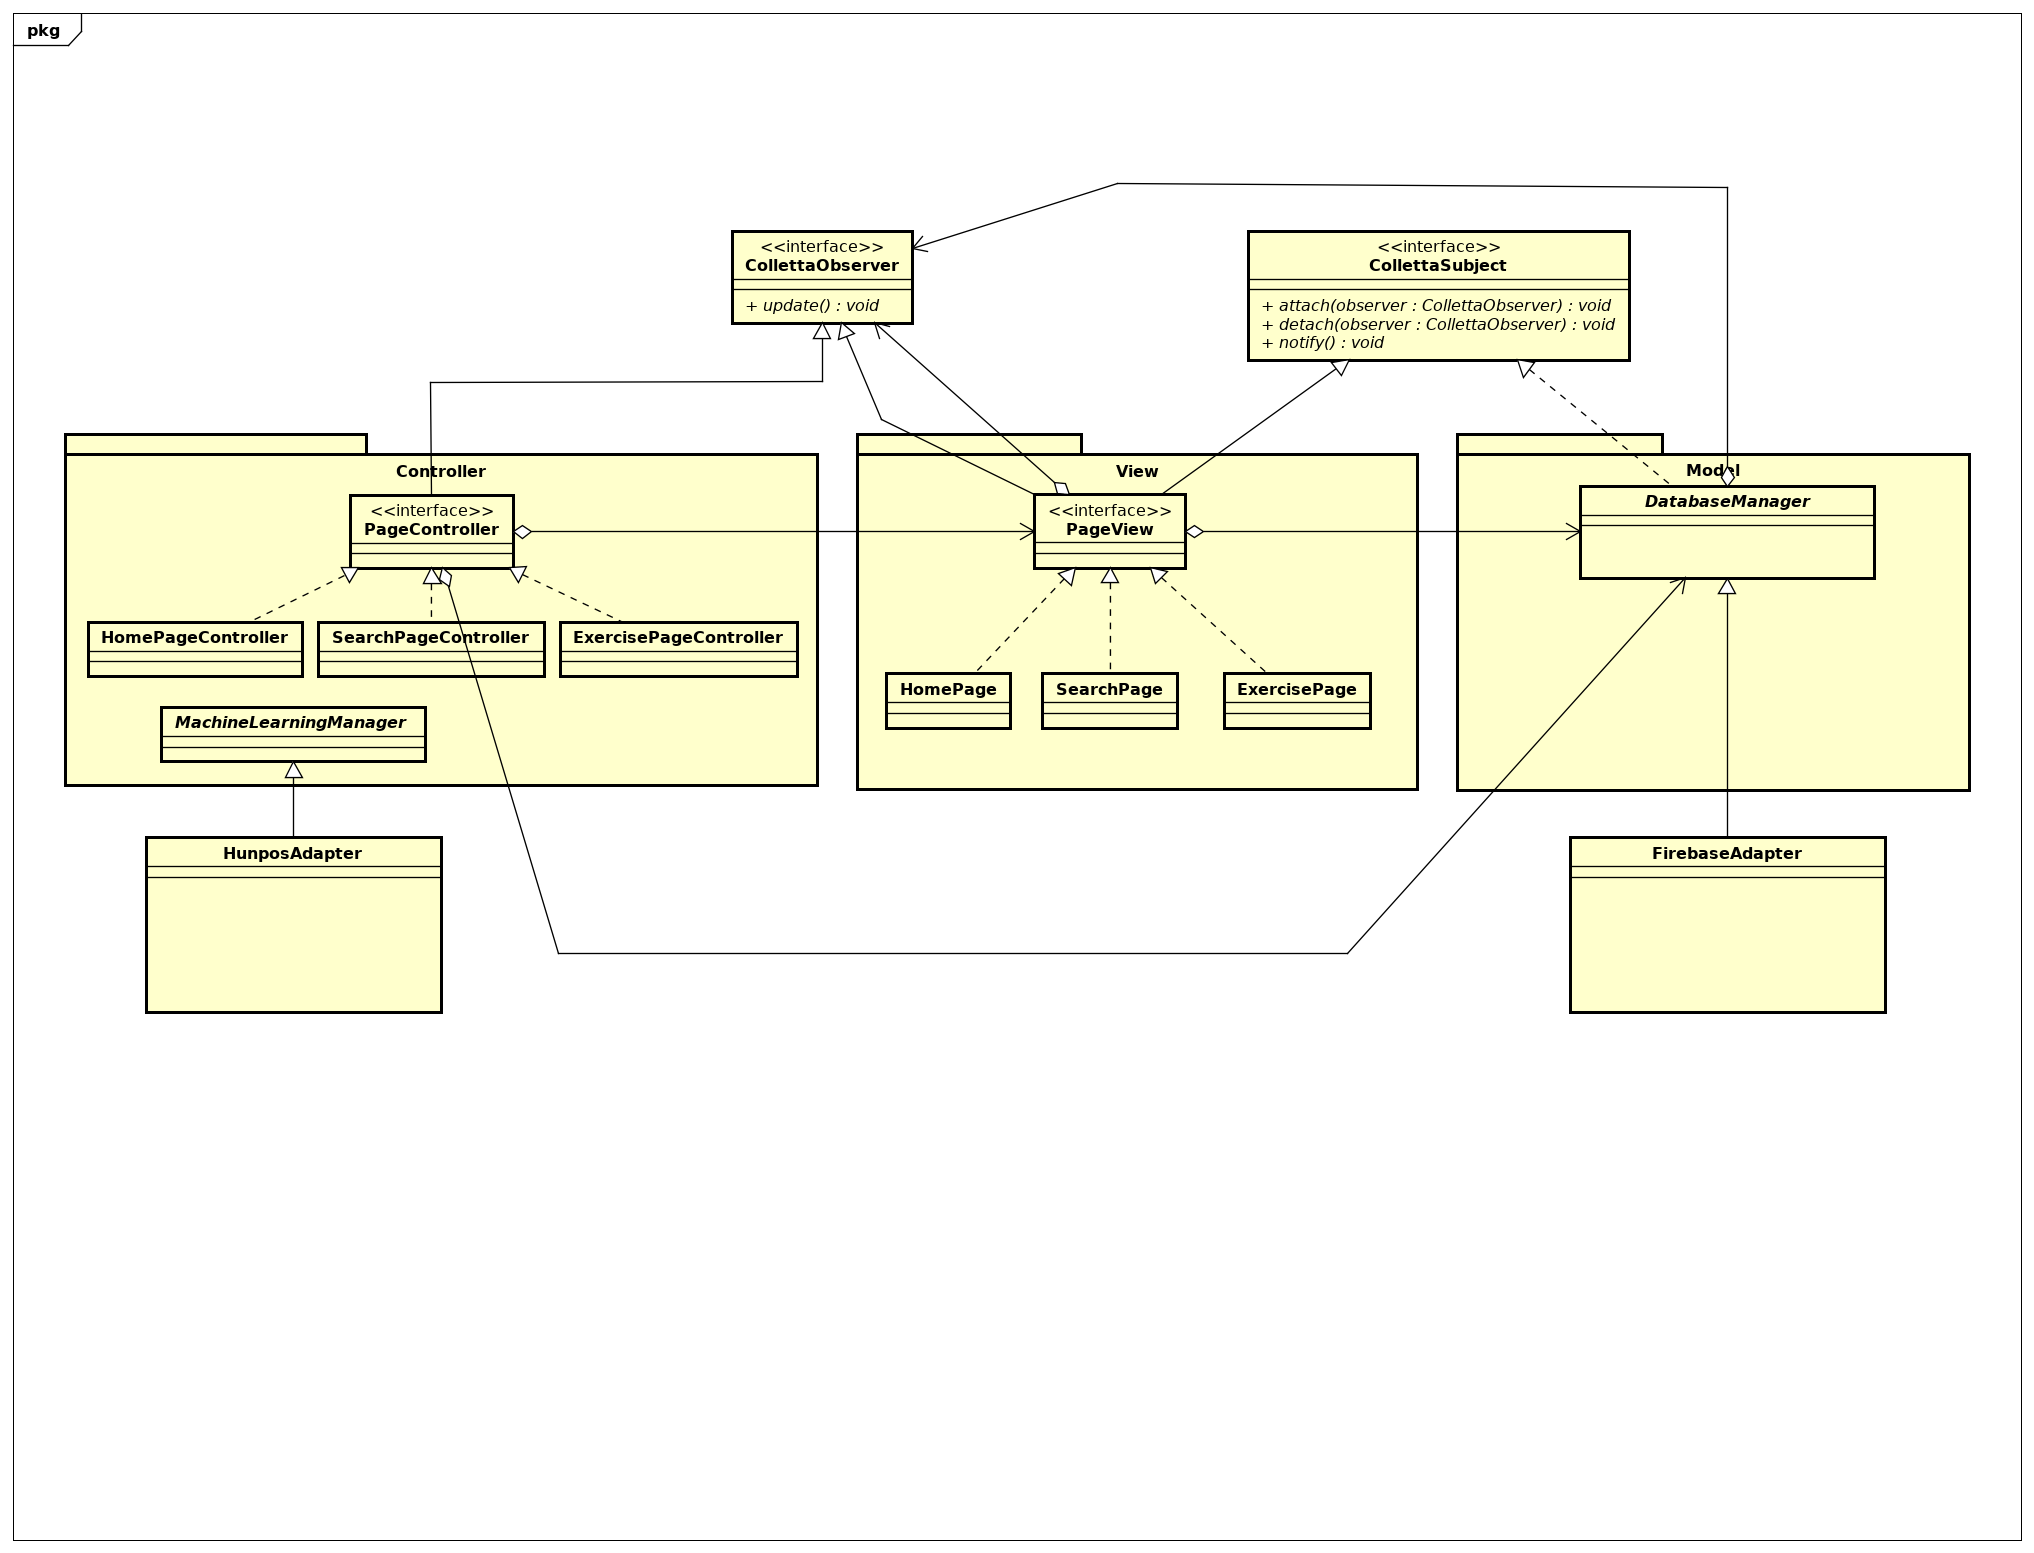 pkg
<<interface>>
CollettaObserver
+ update() : void
<<interface>>
CollettaSubject
+ attach(observer : CollettaObserver) : void
+ detach(observer : CollettaObserver) : void
+ notify() : void
Controller
<<interface>>
PageController
HomePageController
SearchPageController
ExercisePageController
MachineLearningManager
HunposAdapter
View
<<interface>>
PageView
HomePage
SearchPage
ExercisePage
Model
DatabaseManager
FirebaseAdapter